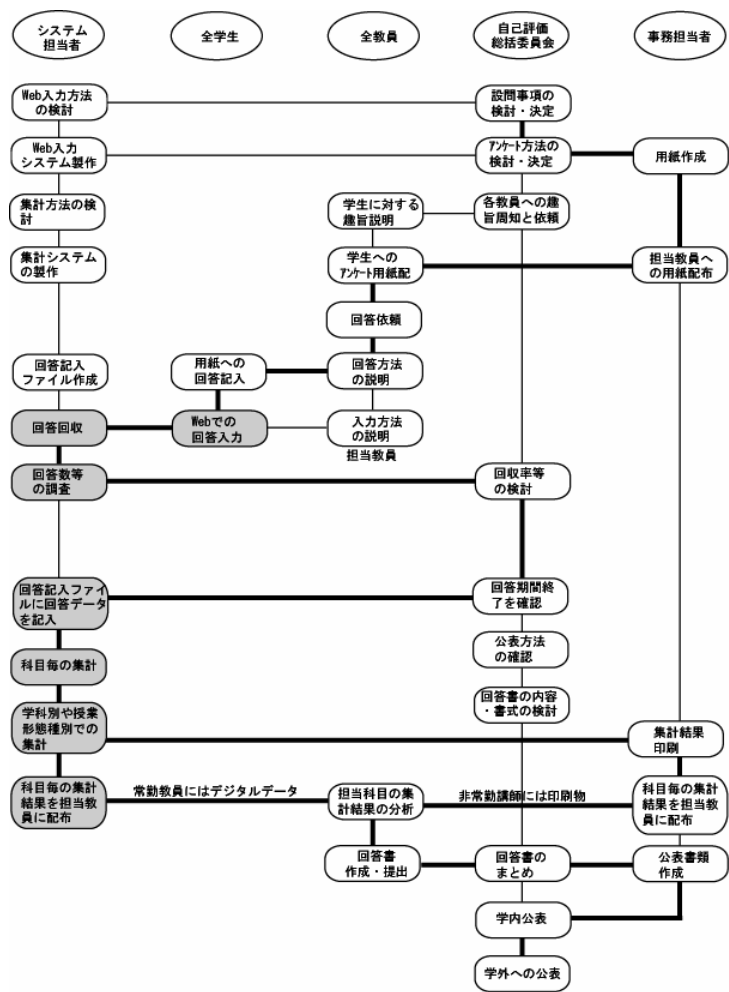 システム
担当者
全学生
全教員
自己評価
総括委員会
事務担当者
Web入力方法
の検討
設問事項の
検討・決定
Web入力
システム製作
アンケート方法の
検討・決定
用紙作成
集計方法の検
討
学生に対する
趣旨説明
各教員への趣
旨周知と依頼
集計システム
の製作
学生への
アンケート用紙配
担当教員へ
の用紙配布
回答依頼
回答記入
ファイル作成
用紙への
回答記入
回答方法
の説明
回答回収
Webでの
回答入力
入力方法
の説明
担当教員
回答数等
の調査
回収率等
の検討
回答記入ファイ
ルに回答データ
を記入
回答期間終
了を確認
公表方法
の確認
科目毎の集計
回答書の内容
・書式の検討
学科別や授業
形態種別での
集計
集計結果
印刷
科目毎の集計
結果を担当教
員に配布
常勤教員にはデジタルデータ
担当科目の集
計結果の分析
非常勤講師には印刷物
科目毎の集計
結果を担当教
員に配布
回答書
作成・提出
回答書の
まとめ
公表書類
作成
学内公表
学外への公表